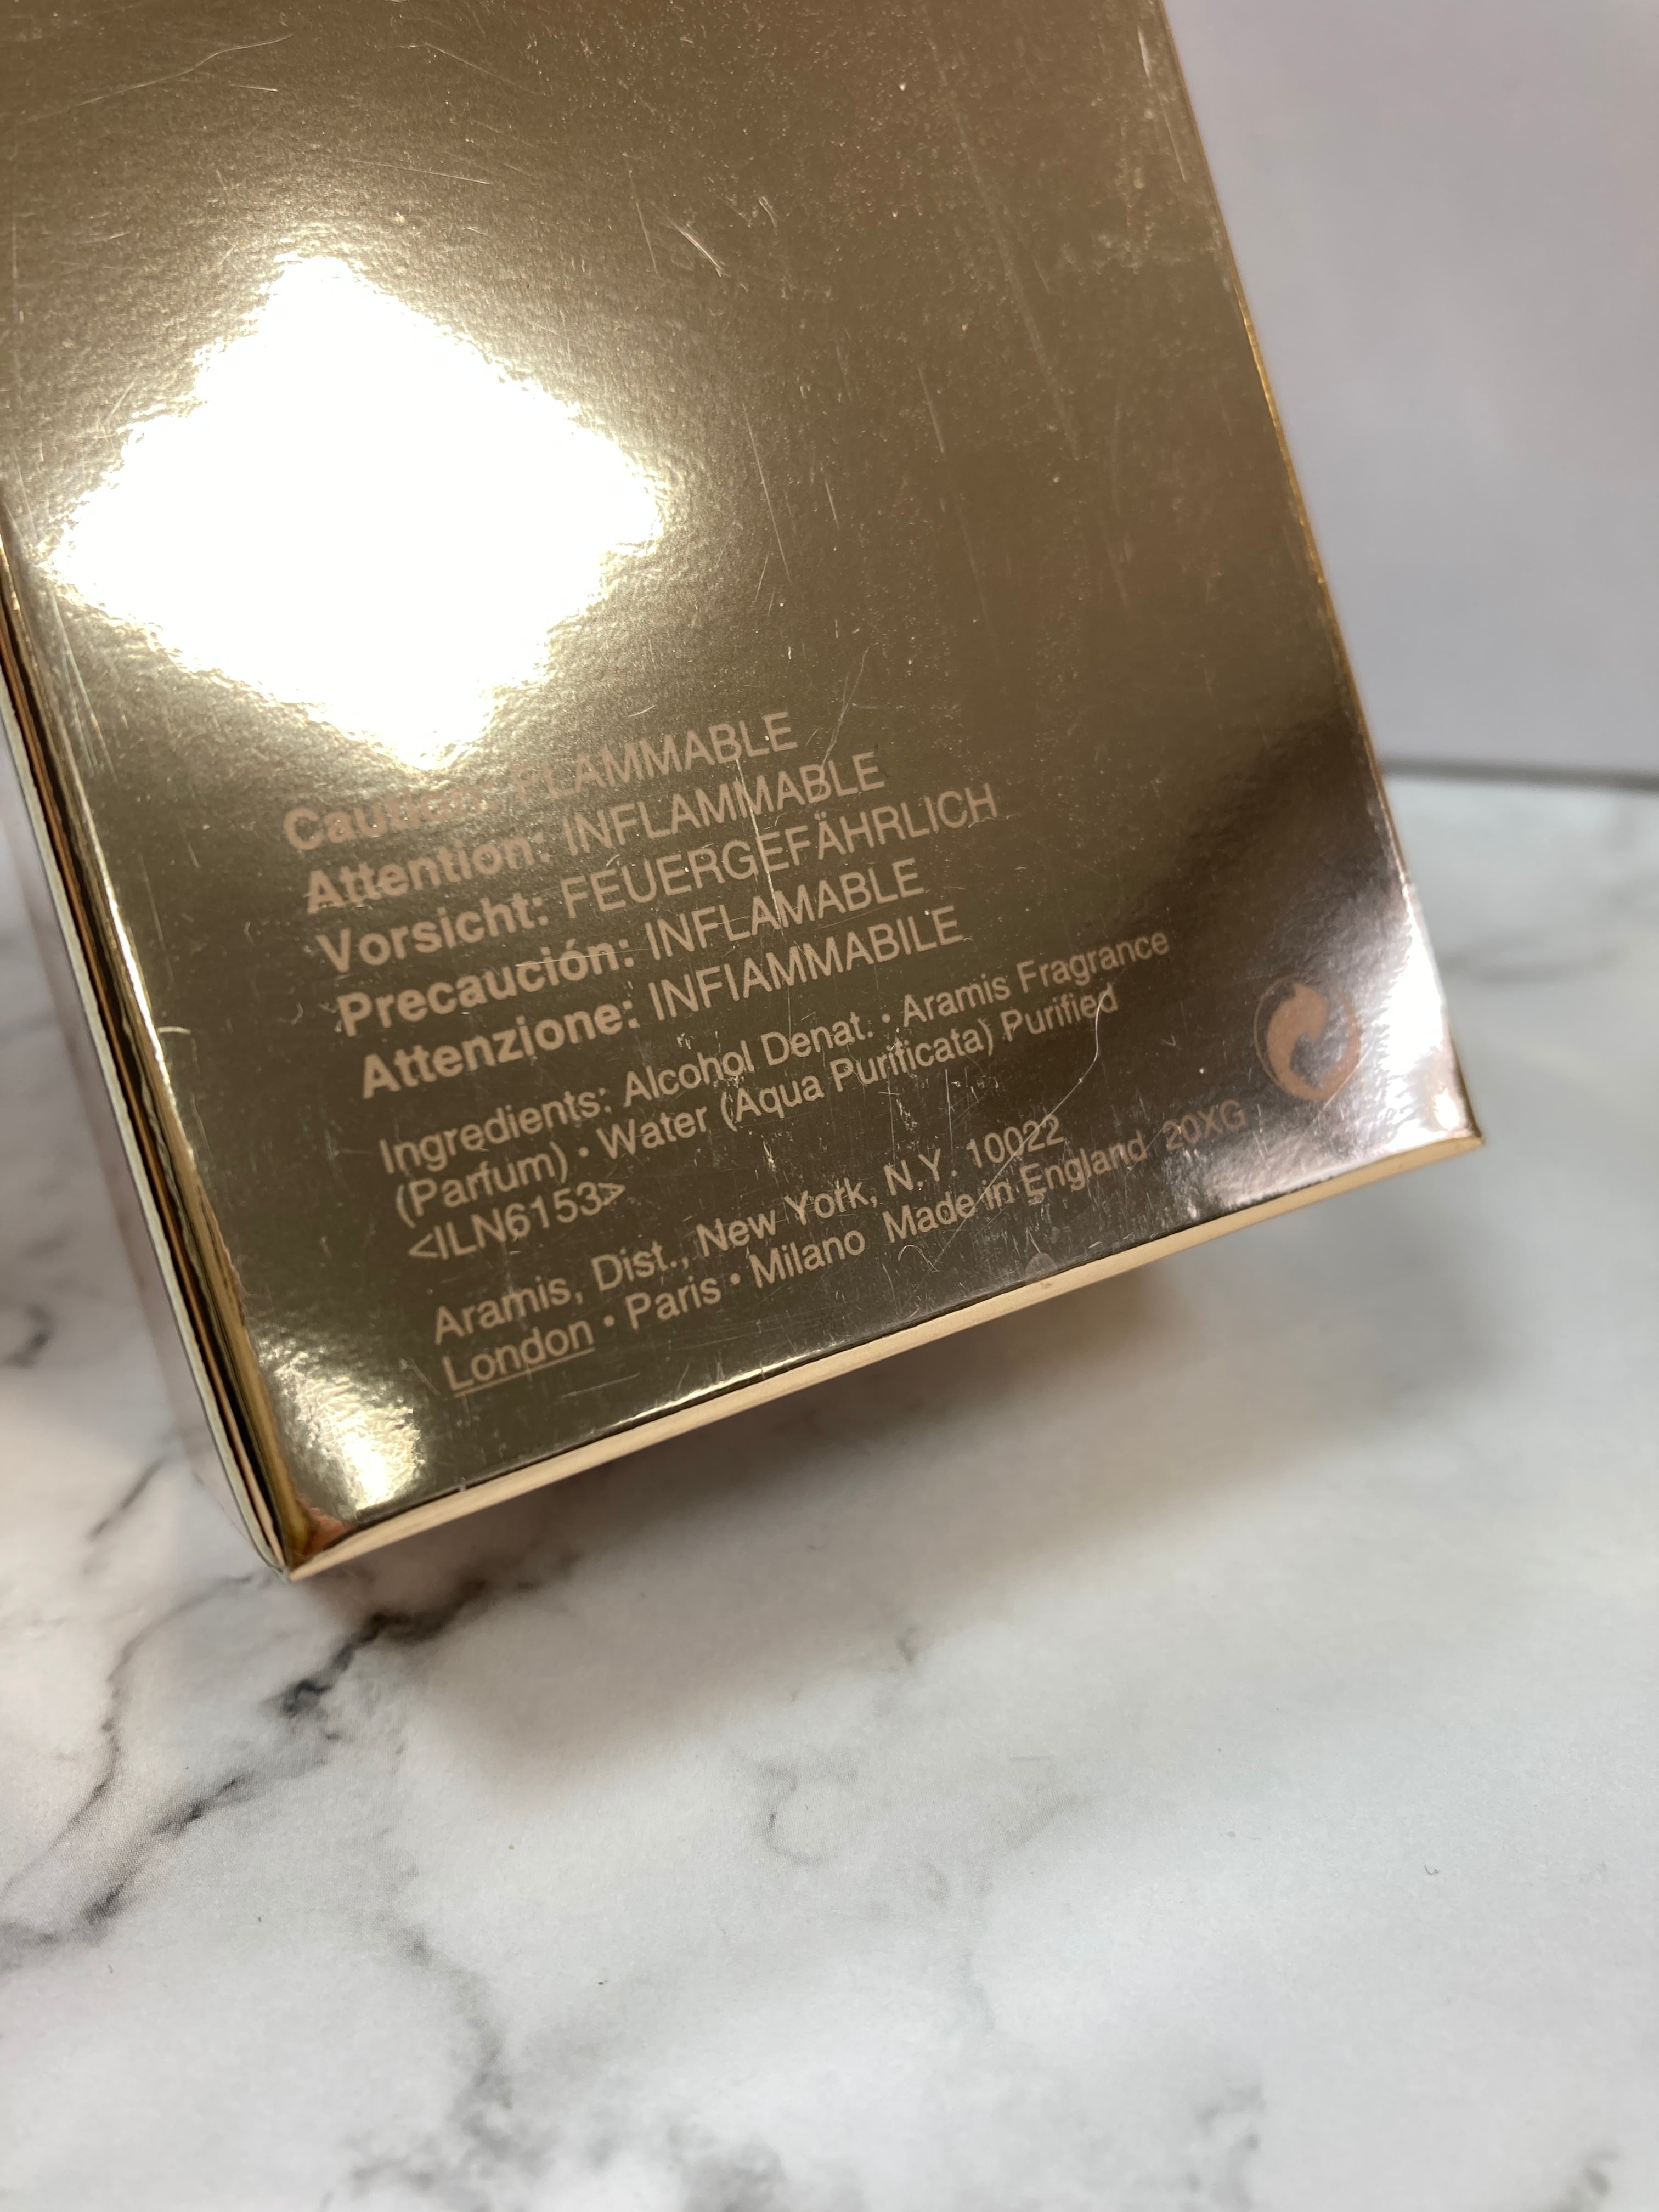 Caution: FLAMMABLE
Attention: INFLAMMABLE
Vorsicht: FEUERGEFÄHRLICH
Precaución: INFLAMABLE
Attenzione: INFIAMMABILE
Ingredients: Alcohol Denat. • Aramis Fragrance
(Parfum) • Water (Aqua Purificata) Purified
<ILN6153>
Aramis, Dist., New York, N.Y. 10022
London • Paris • Milano Made in England 20XG